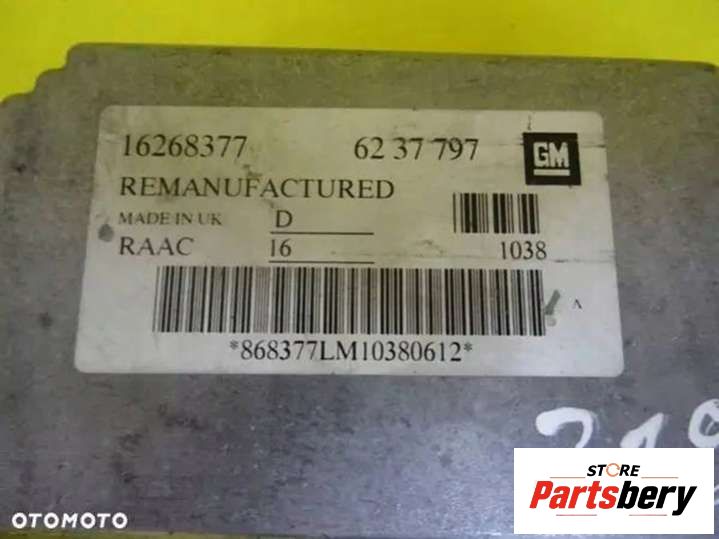 16268377 62 37 797 GM
REMANUFACTURED
MADE IN UK D
RAAC 16 1038
A
*868377LM10380612*
STORE
Partsbery
OTOMOTO